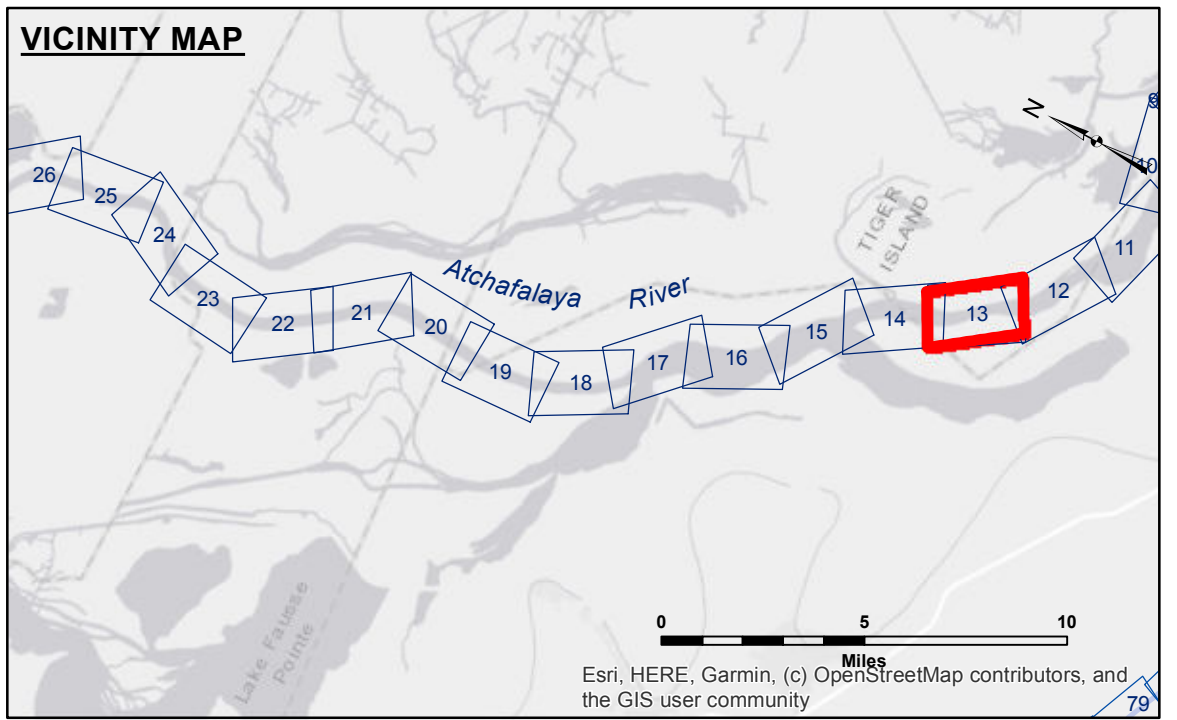 VICINITY MAP
N
9
10
26
25
24
23
22
21
20
19
18
17
16
15
14
13
12
11
Atchafalaya River
TIGER
ISLAND
Lake Fausse
Pointe
0 5 10
Miles
Esri, HERE, Garmin, (c) OpenStreetMap contributors, and
the GIS user community
79